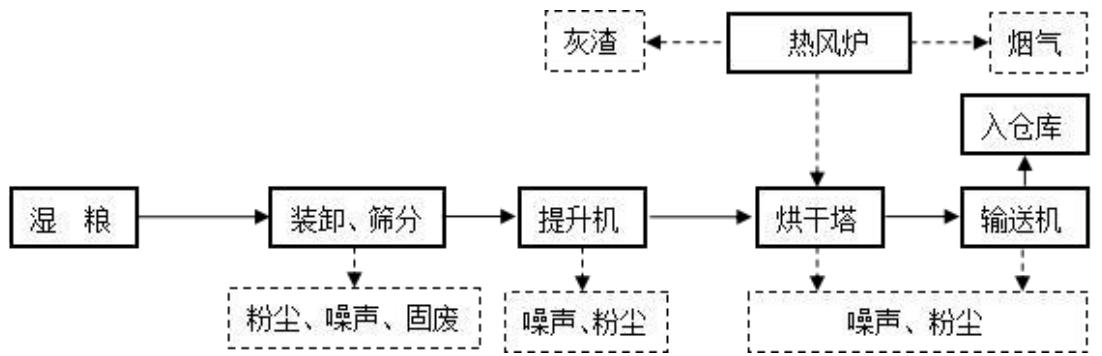 灰渣
热风炉
烟气
入仓库
湿 粮
装卸、筛分
提升机
烘干塔
输送机
粉尘、噪声、固废
噪声、粉尘
噪声、粉尘